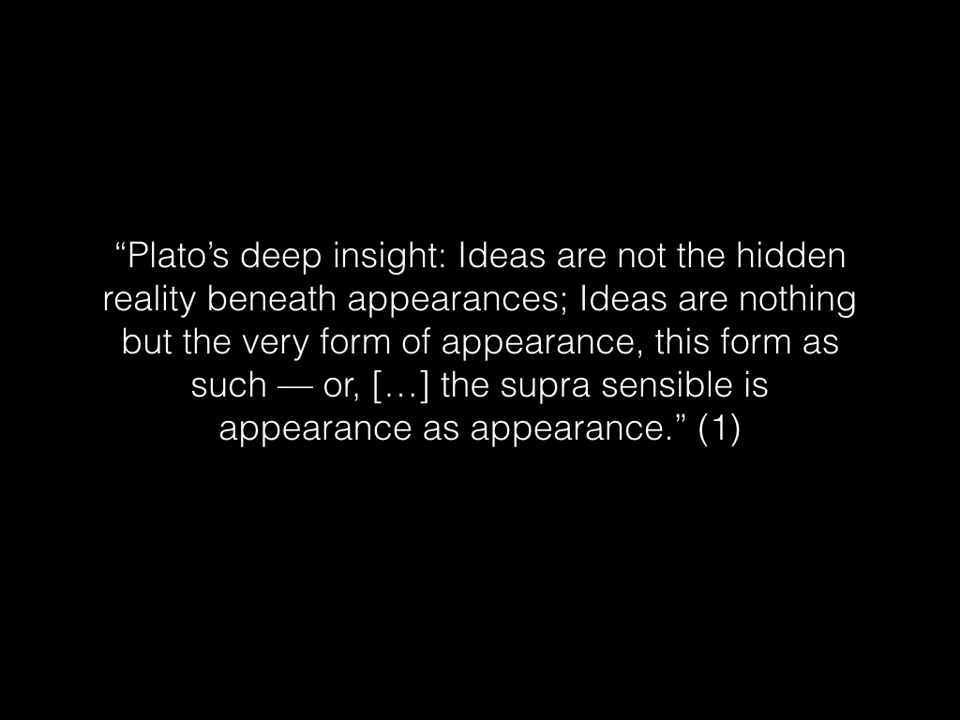 “Plato’s deep insight: Ideas are not the hidden
reality beneath appearances; Ideas are nothing
but the very form of appearance, this form as
such — or, […] the supra sensible is
appearance as appearance.” (1)